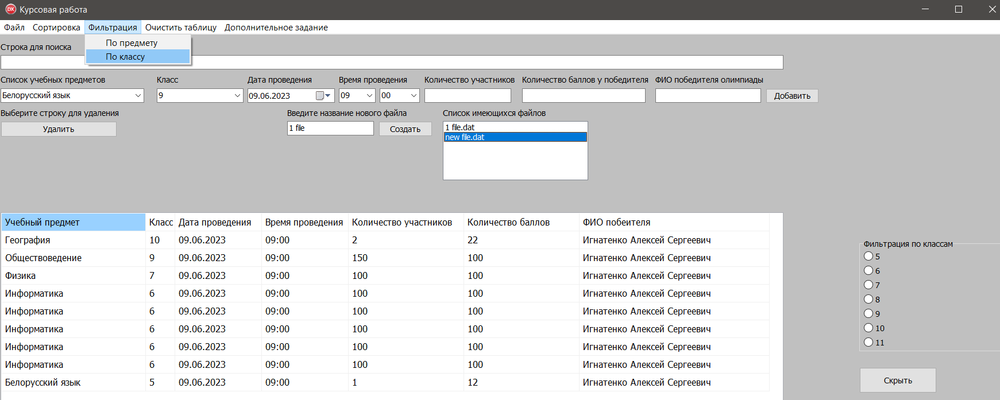 DX Курсовая работа
Файл Сортировка Фильтрация Очистить таблицу Дополнительное задание
По предмету
По классу
Строка для поиска
Список учебных предметов Класс Дата проведения Время проведения Количество участников Количество баллов у победителя ФИО победителя олимпиады
Белорусский язык 9 09.06.2023 09 00 Добавить
Выберите строку для удаления Введите название нового файла Список имеющихся файлов
Удалить 1 file Создать 1 file.dat
new file.dat
Учебный предмет Класс Дата проведения Время проведения Количество участников Количество баллов ФИО побеителя
География 10 09.06.2023 09:00 2 22 Игнатенко Алексей Сергеевич
Обществоведение 9 09.06.2023 09:00 150 100 Игнатенко Алексей Сергеевич
Физика 7 09.06.2023 09:00 100 100 Игнатенко Алексей Сергеевич
Информатика 6 09.06.2023 09:00 100 100 Игнатенко Алексей Сергеевич
Информатика 6 09.06.2023 09:00 100 100 Игнатенко Алексей Сергеевич
Информатика 6 09.06.2023 09:00 100 100 Игнатенко Алексей Сергеевич
Информатика 6 09.06.2023 09:00 100 100 Игнатенко Алексей Сергеевич
Информатика 6 09.06.2023 09:00 100 100 Игнатенко Алексей Сергеевич
Белорусский язык 5 09.06.2023 09:00 1 12 Игнатенко Алексей Сергеевич
Фильтрация по классам
5
6
7
8
9
10
11
Скрыть